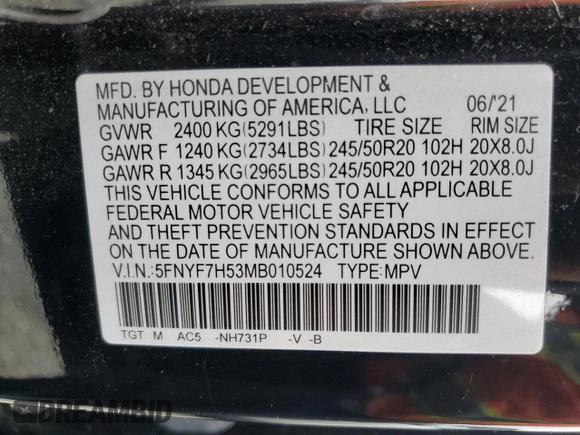 MFD. BY HONDA DEVELOPMENT &
MANUFACTURING OF AMERICA, LLC 06/'21
GVWR 2400 KG(5291LBS) TIRE SIZE RIM SIZE
GAWR F 1240 KG(2734LBS) 245/50R20 102H 20X8.0J
GAWR R 1345 KG(2965LBS) 245/50R20 102H 20X8.0J
THIS VEHICLE CONFORMS TO ALL APPLICABLE
FEDERAL MOTOR VEHICLE SAFETY
AND THEFT PREVENTION STANDARDS IN EFFECT
ON THE DATE OF MANUFACTURE SHOWN ABOVE.
V.I.N.:5FNYF7H53MB010524 TYPE:MPV
TGT M AC5 -NH731P -V -B
DREAMBID